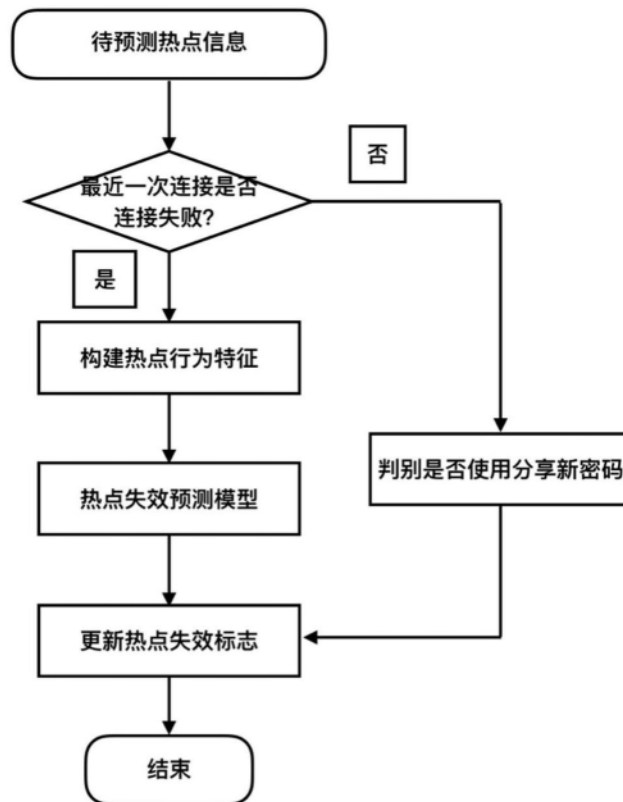 待预测热点信息
否
最近一次连接是否
连接失败?
是
构建热点行为特征
判别是否使用分享新密码
热点失效预测模型
更新热点失效标志
结束